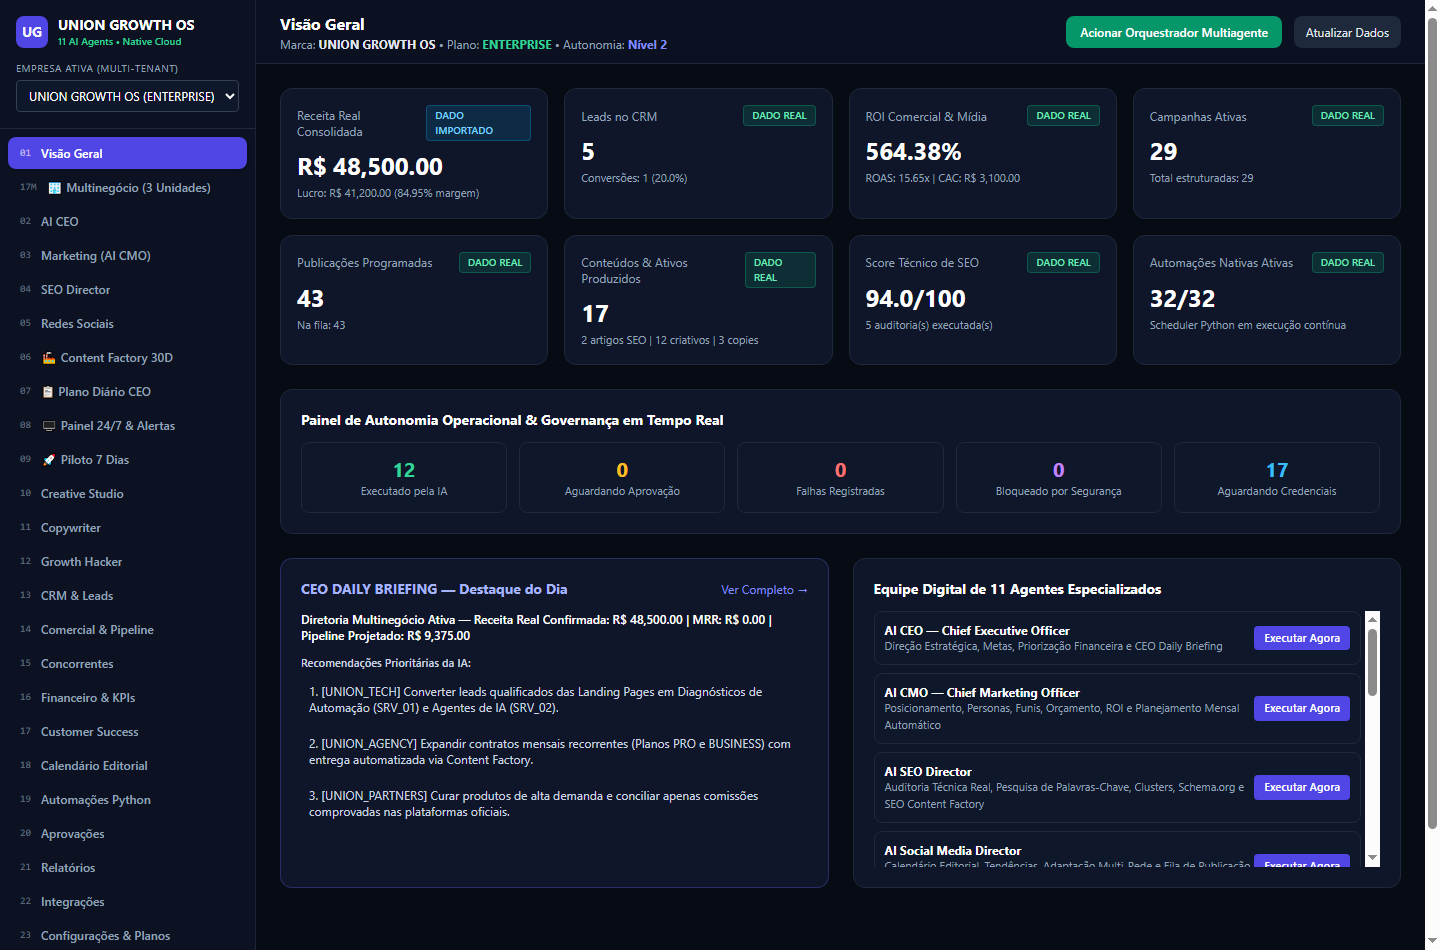 UG
UNION GROWTH OS
11 AI Agents • Native Cloud
EMPRESA ATIVA (MULTI-TENANT)
UNION GROWTH OS (ENTERPRISE)
01 Visão Geral
17M 🏢 Multinegócio (3 Unidades)
02 AI CEO
03 Marketing (AI CMO)
04 SEO Director
05 Redes Sociais
06 Content Factory 30D
07 Plano Diário CEO
08 Painel 24/7 & Alertas
09 🚀 Piloto 7 Dias
10 Creative Studio
11 Copywriter
12 Growth Hacker
13 CRM & Leads
14 Comercial & Pipeline
15 Concorrentes
16 Financeiro & KPIs
17 Customer Success
18 Calendário Editorial
19 Automações Python
20 Aprovações
21 Relatórios
22 Integrações
23 Configurações & Planos
Visão Geral
Marca: UNION GROWTH OS • Plano: ENTERPRISE • Autonomia: Nível 2
Acionar Orquestrador Multiagente
Atualizar Dados
Receita Real
Consolidada
DADO
IMPORTADO
R$ 48,500.00
Lucro: R$ 41,200.00 (84.95% margem)
Leads no CRM
DADO REAL
5
Conversões: 1 (20.0%)
ROI Comercial & Mídia
DADO REAL
564.38%
ROAS: 15.65x | CAC: R$ 3,100.00
Campanhas Ativas
DADO REAL
29
Total estruturadas: 29
Publicações Programadas
DADO REAL
43
Na fila: 43
Conteúdos & Ativos
Produzidos
DADO
REAL
17
2 artigos SEO | 12 criativos | 3 copies
Score Técnico de SEO
DADO REAL
94.0/100
5 auditoria(s) executada(s)
Automações Nativas Ativas
DADO REAL
32/32
Scheduler Python em execução contínua
Painel de Autonomia Operacional & Governança em Tempo Real
12
Executado pela IA
0
Aguardando Aprovação
0
Falhas Registradas
0
Bloqueado por Segurança
17
Aguardando Credenciais
CEO DAILY BRIEFING — Destaque do Dia
Ver Completo →
Diretoria Multinegócio Ativa — Receita Real Confirmada: R$ 48,500.00 | MRR: R$ 0.00 |
Pipeline Projetado: R$ 9,375.00
Recomendações Prioritárias da IA:
1. [UNION_TECH] Converter leads qualificados das Landing Pages em Diagnósticos de
Automação (SRV_01) e Agentes de IA (SRV_02).
2. [UNION_AGENCY] Expandir contratos mensais recorrentes (Planos PRO e BUSINESS) com
entrega automatizada via Content Factory.
3. [UNION_PARTNERS] Curar produtos de alta demanda e conciliar apenas comissões
comprovadas nas plataformas oficiais.
Equipe Digital de 11 Agentes Especializados
AI CEO — Chief Executive Officer
Direção Estratégica, Metas, Priorização Financeira e CEO Daily Briefing
Executar Agora
AI CMO — Chief Marketing Officer
Posicionamento, Personas, Funis, Orçamento, ROI e Planejamento Mensal
Automático
Executar Agora
AI SEO Director
Auditoria Técnica Real, Pesquisa de Palavras-Chave, Clusters, Schema.org e
SEO Content Factory
Executar Agora
AI Social Media Director
Calendário Editorial, Tendências, Adaptação Multi-Rede e Fila de Publicação
Executar Agora